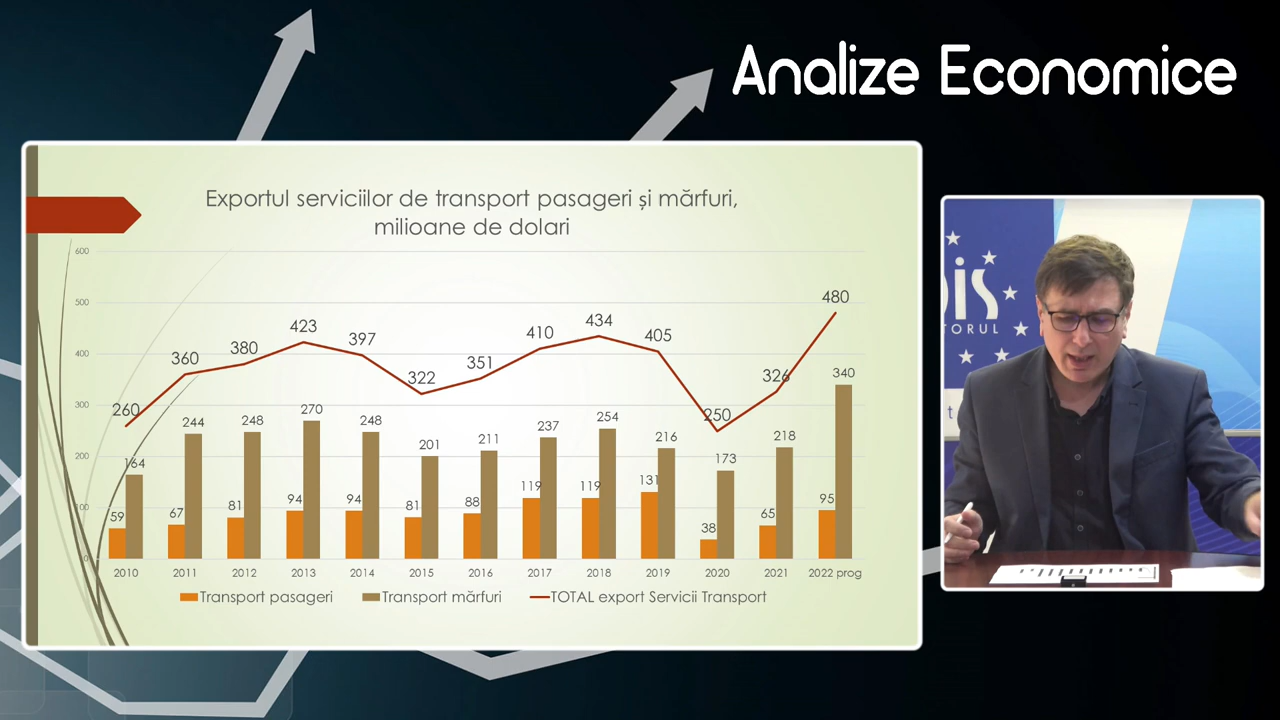 Analize Economice
Exportul serviciilor de transport pasageri și mărfuri,
milioane de dolari
600
500
400
300
200
100
0
260 360 380 423 397 322 351 410 434 405 250 326 480
164 244 248 270 248 201 211 237 254 216 173 218 340
59 67 81 94 94 81 88 119 119 131 38 65 95
2010 2011 2012 2013 2014 2015 2016 2017 2018 2019 2020 2021 2022 prog
Transport pasageri Transport mărfuri TOTAL export Servicii Transport